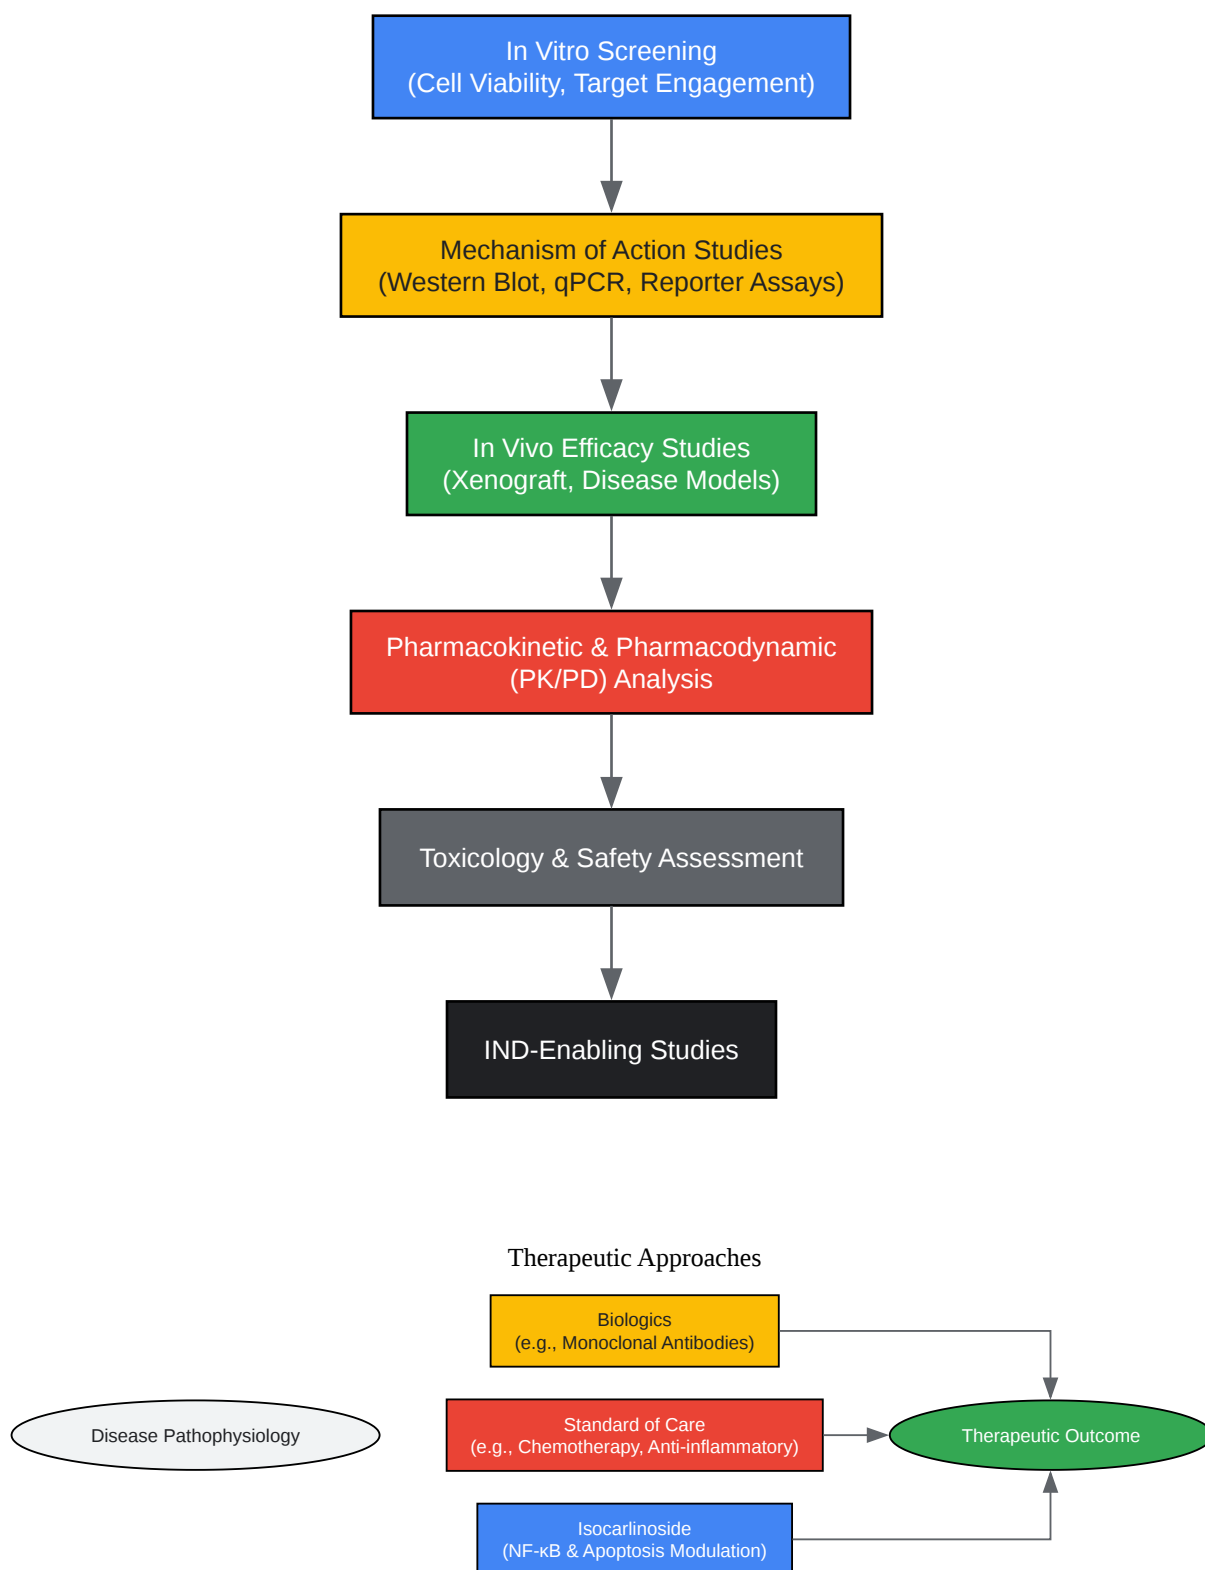 In Vitro Screening
(Cell Viability, Target Engagement)
Mechanism of Action Studies
(Western Blot, qPCR, Reporter Assays)
In Vivo Efficacy Studies
(Xenograft, Disease Models)
Pharmacokinetic & Pharmacodynamic
(PK/PD) Analysis
Toxicology & Safety Assessment
IND-Enabling Studies
Therapeutic Approaches
Biologics
(e.g., Monoclonal Antibodies)
Disease Pathophysiology
Standard of Care
(e.g., Chemotherapy, Anti-inflammatory)
Therapeutic Outcome
Isocarlinoside
(NF-κB & Apoptosis Modulation)